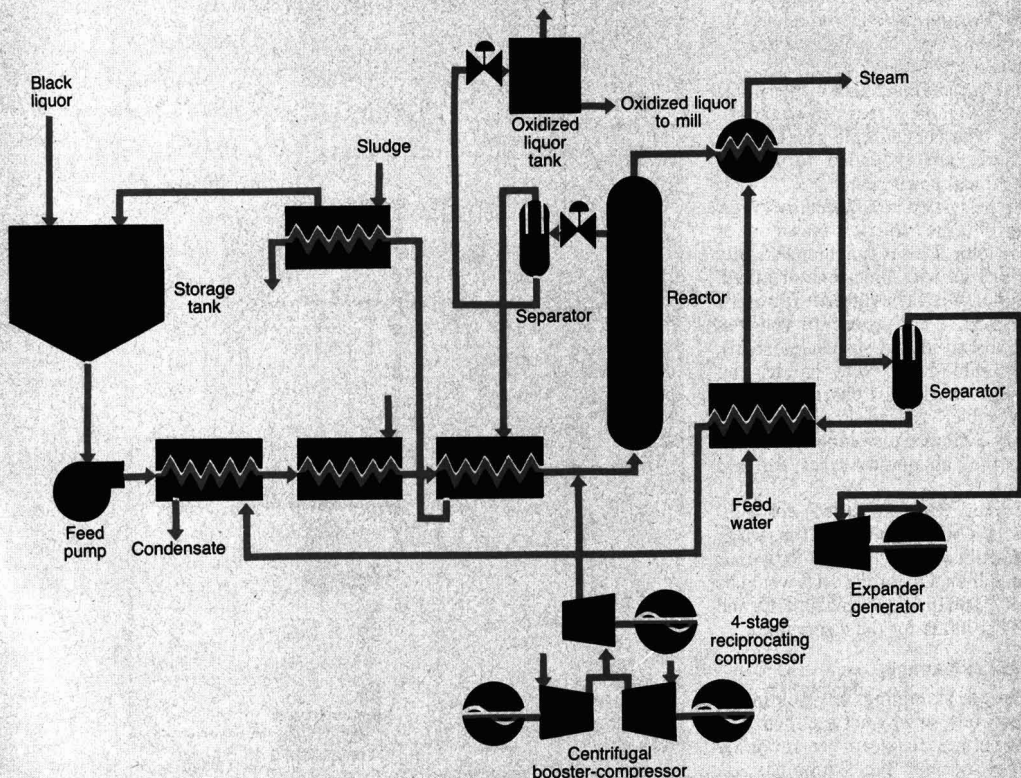 Black
liquor
Sludge
Storage
tank
Oxidized
liquor
tank
Oxidized liquor
to mill
Steam
Separator
Reactor
Separator
Feed
pump
Condensate
Feed
water
Expander
generator
4-stage
reciprocating
compressor
Centrifugal
booster-compressor